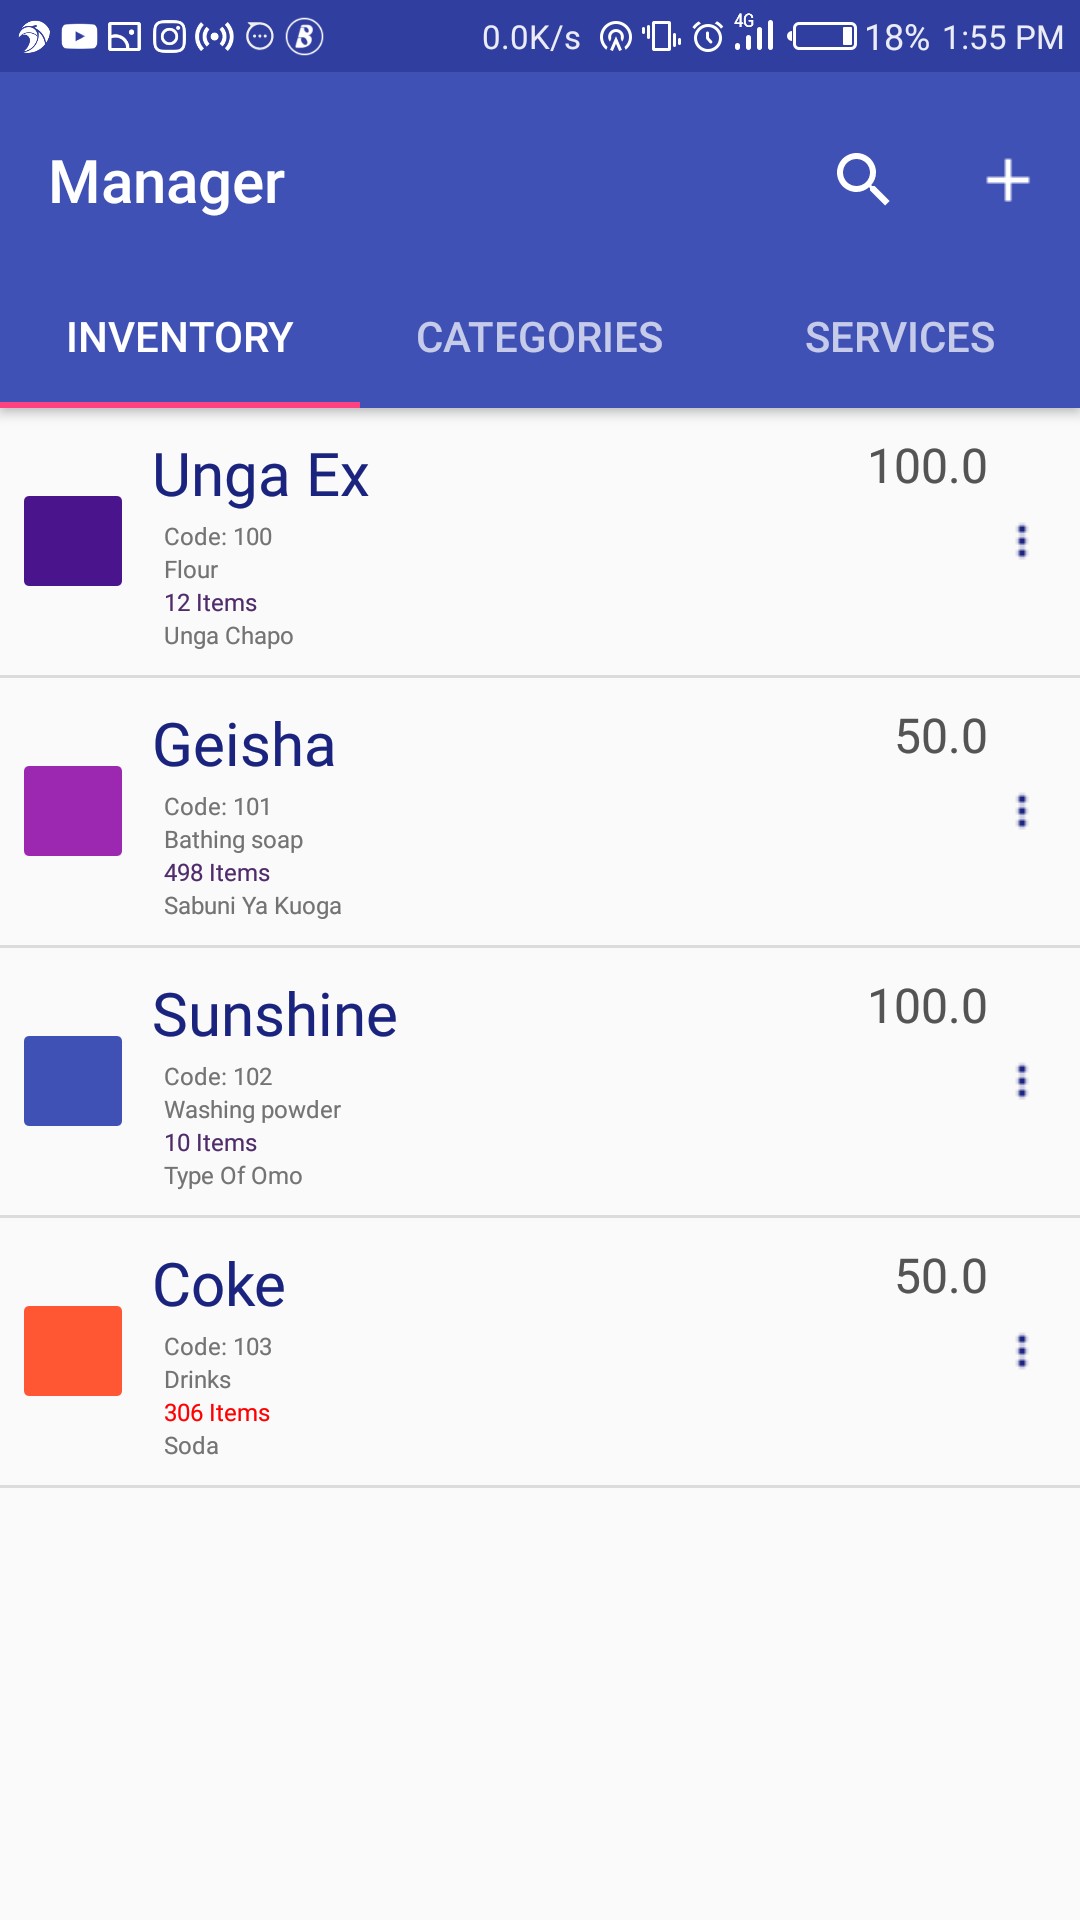 0.0K/s 4G 18% 1:55 PM
Manager
INVENTORY CATEGORIES SERVICES
Unga Ex 100.0
Code: 100
Flour
12 Items
Unga Chapo
Geisha 50.0
Code: 101
Bathing soap
498 Items
Sabuni Ya Kuoga
Sunshine 100.0
Code: 102
Washing powder
10 Items
Type Of Omo
Coke 50.0
Code: 103
Drinks
306 Items
Soda